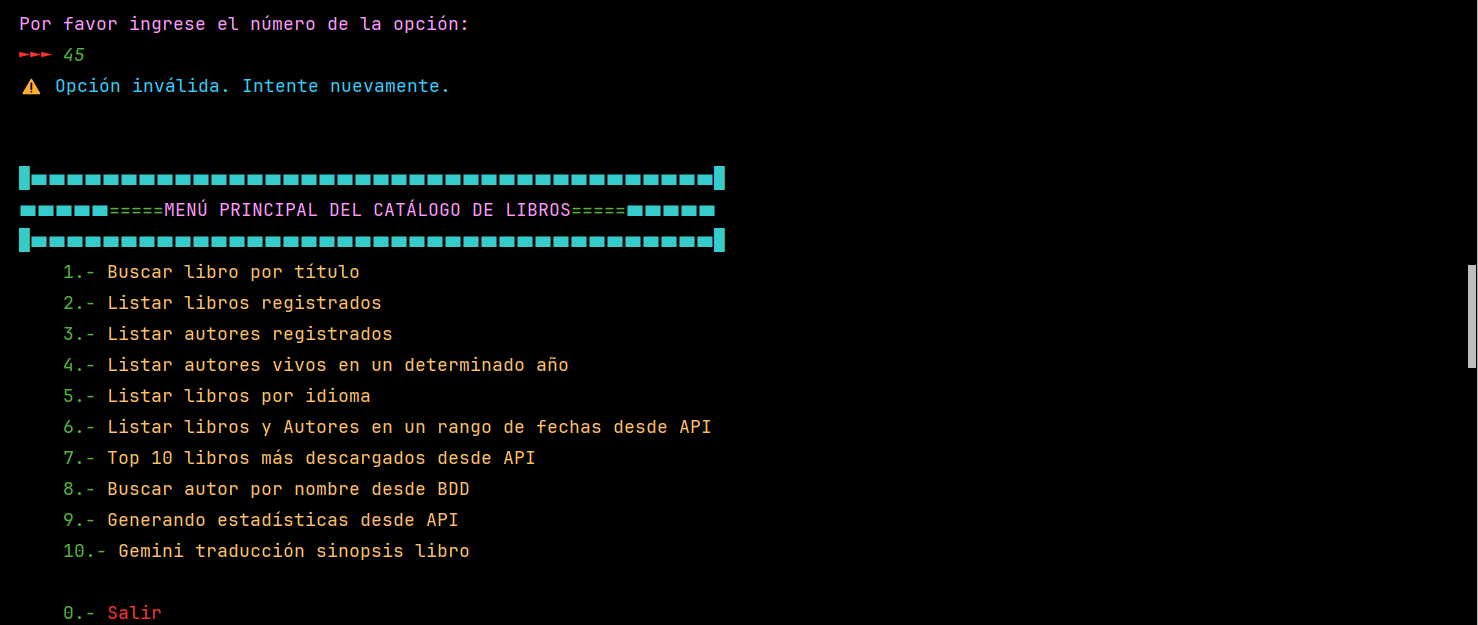 Por favor ingrese el número de la opción:
►►► 45
⚠ Opción inválida. Intente nuevamente.
=====MENÚ PRINCIPAL DEL CATÁLOGO DE LIBROS=====
1.- Buscar libro por título
2.- Listar libros registrados
3.- Listar autores registrados
4.- Listar autores vivos en un determinado año
5.- Listar libros por idioma
6.- Listar libros y Autores en un rango de fechas desde API
7.- Top 10 libros más descargados desde API
8.- Buscar autor por nombre desde BDD
9.- Generando estadísticas desde API
10.- Gemini traducción sinopsis libro
0.- Salir